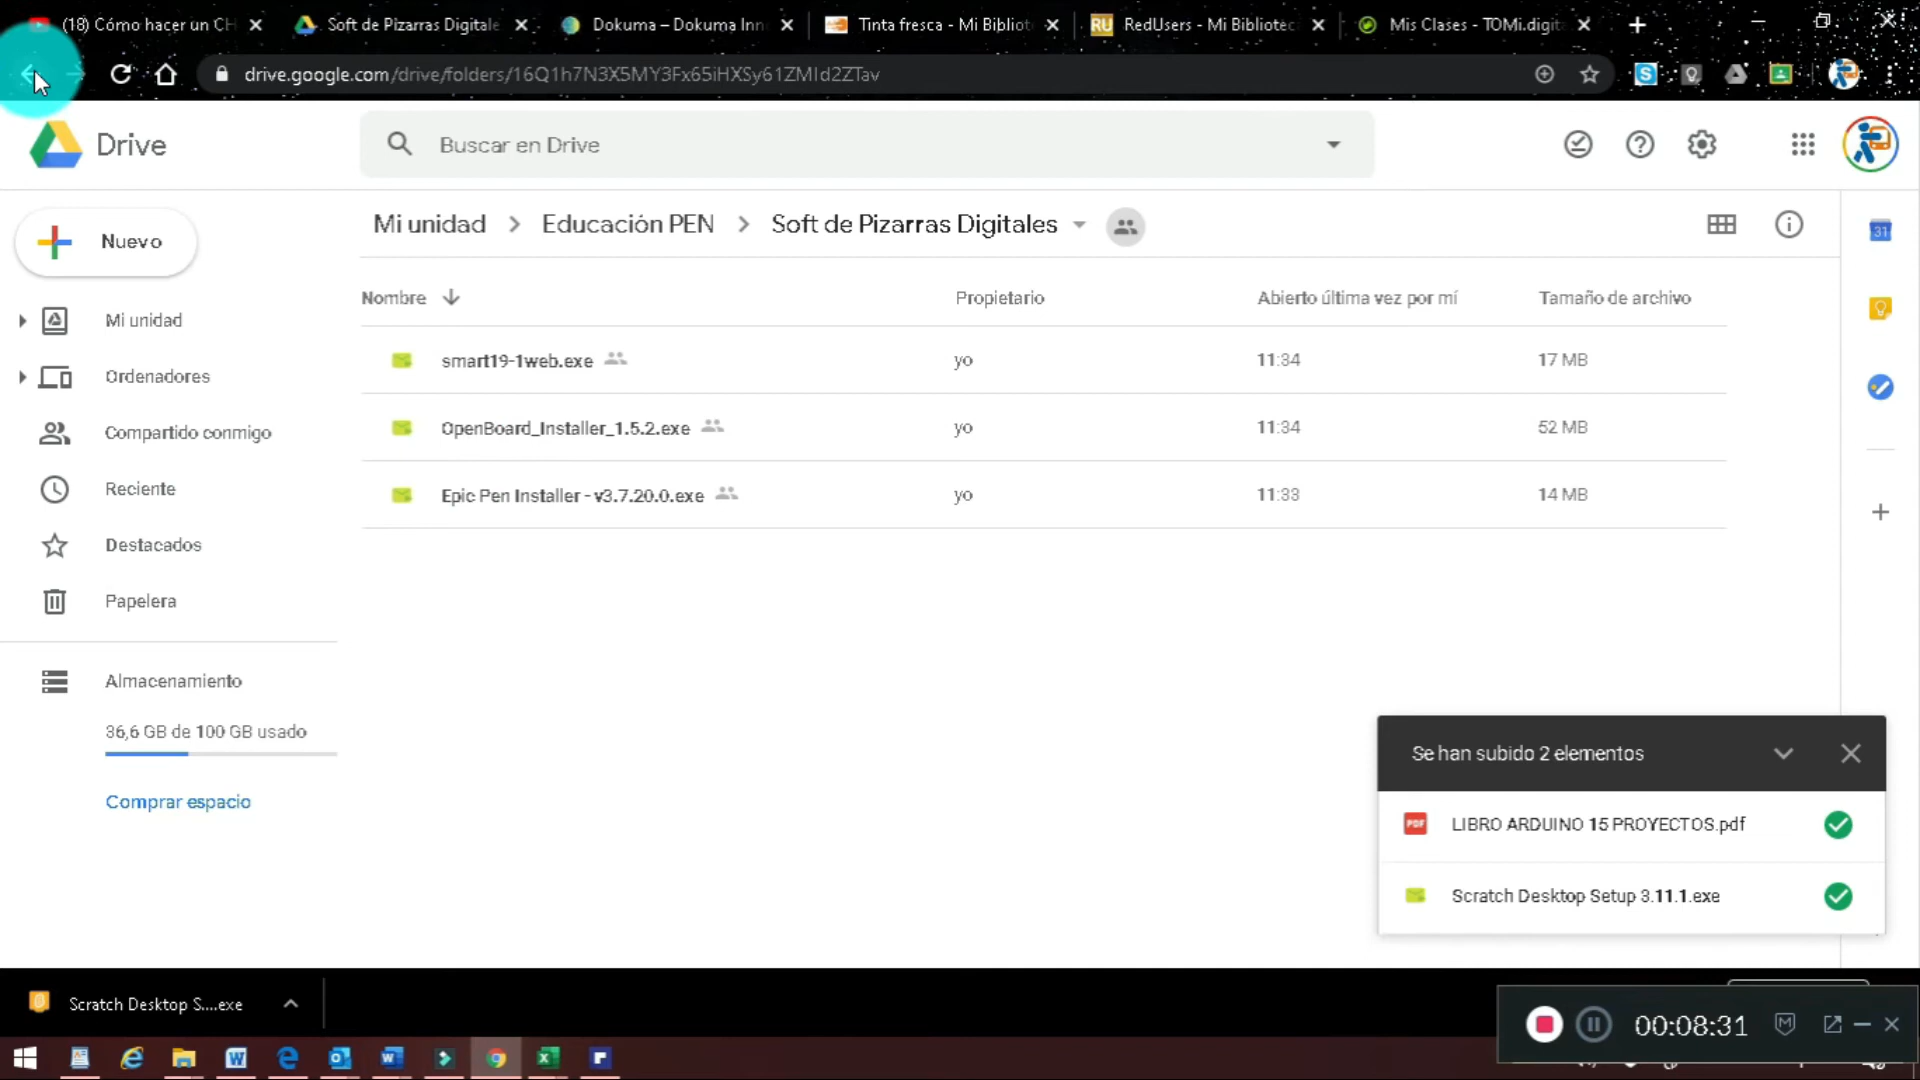 (18) Cómo hacer un CH
Soft de Pizarras Digitale
Dokuma – Dokuma Inn
Tinta fresca - Mi Bibliot
RedUsers - Mi Bibliotec
Mis Clases - TOMi.digit
drive.google.com/drive/folders/16Q1h7N3X5MY3Fx65iHXSy61ZMId2ZTav
Drive
Buscar en Drive
Nuevo
Mi unidad
Educación PEN
Soft de Pizarras Digitales
31
Nombre
Propietario
Abierto última vez por mí
Tamaño de archivo
Mi unidad
smart19-1web.exe
yo
11:34
17 MB
Ordenadores
OpenBoard_Installer_1.5.2.exe
yo
11:34
52 MB
Compartido conmigo
Epic Pen Installer - v3.7.20.0.exe
yo
11:33
14 MB
Reciente
Destacados
Papelera
Almacenamiento
36,6 GB de 100 GB usado
Comprar espacio
Se han subido 2 elementos
PDF
LIBRO ARDUINO 15 PROYECTOS.pdf
Scratch Desktop Setup 3.11.1.exe
Scratch Desktop S....exe
00:08:31